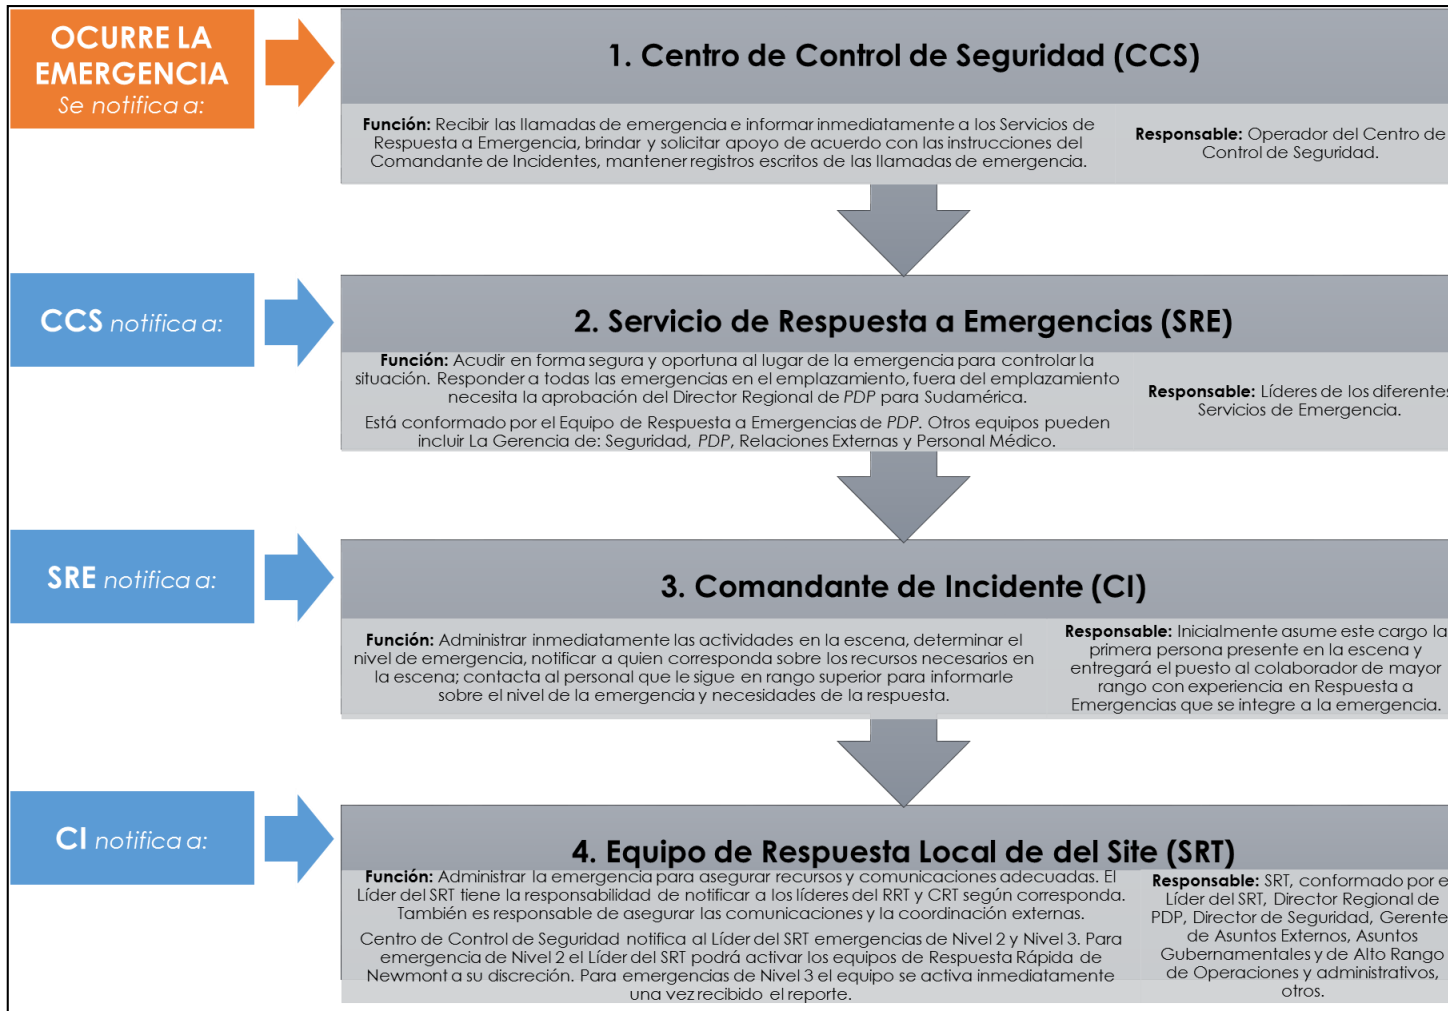 OCURRE LA
EMERGENCIA
Se notifica a:
1. Centro de Control de Seguridad (CCS)
Función: Recibir las llamadas de emergencia e informar inmediatamente a los Servicios de
Respuesta a Emergencia, brindar y solicitar apoyo de acuerdo con las instrucciones del
Comandante de Incidentes, mantener registros escritos de las llamadas de emergencia.
Responsable: Operador del Centro de
Control de Seguridad.
CCS notifica a:
2. Servicio de Respuesta a Emergencias (SRE)
Función: Acudir en forma segura y oportuna al lugar de la emergencia para controlar la
situación. Responder a todas las emergencias en el emplazamiento, fuera del emplazamiento
necesita la aprobación del Director Regional de PDP para Sudamérica.
Está conformado por el Equipo de Respuesta a Emergencias de PDP. Otros equipos pueden
incluir La Gerencia de: Seguridad, PDP, Relaciones Externas y Personal Médico.
Responsable: Líderes de los diferentes
Servicios de Emergencia.
SRE notifica a:
3. Comandante de Incidente (CI)
Función: Administrar inmediatamente las actividades en la escena, determinar el
nivel de emergencia, notificar a quien corresponda sobre los recursos necesarios en
la escena; contacta al personal que le sigue en rango superior para informarle
sobre el nivel de la emergencia y necesidades de la respuesta.
Responsable: Inicialmente asume este cargo la
primera persona presente en la escena y
entregará el puesto al colaborador de mayor
rango con experiencia en Respuesta a
Emergencias que se integre a la emergencia.
CI notifica a:
4. Equipo de Respuesta Local de del Site (SRT)
Función: Administrar la emergencia para asegurar recursos y comunicaciones adecuadas. El
Líder del SRT tiene la responsabilidad de notificar a los líderes del RRT y CRT según corresponda.
También es responsable de asegurar las comunicaciones y la coordinación externas.
Centro de Control de Seguridad notifica al Líder del SRT emergencias de Nivel 2 y Nivel 3. Para
emergencia de Nivel 2 el Líder del SRT podrá activar los equipos de Respuesta Rápida de
Newmont a su discreción. Para emergencias de Nivel 3 el equipo se activa inmediatamente
una vez recibido el reporte.
Responsable: SRT, conformado por el
Líder del SRT, Director Regional de
PDP, Director de Seguridad, Gerente
de Asuntos Externos, Asuntos
Gubernamentales y de Alto Rango
de Operaciones y administrativos,
otros.